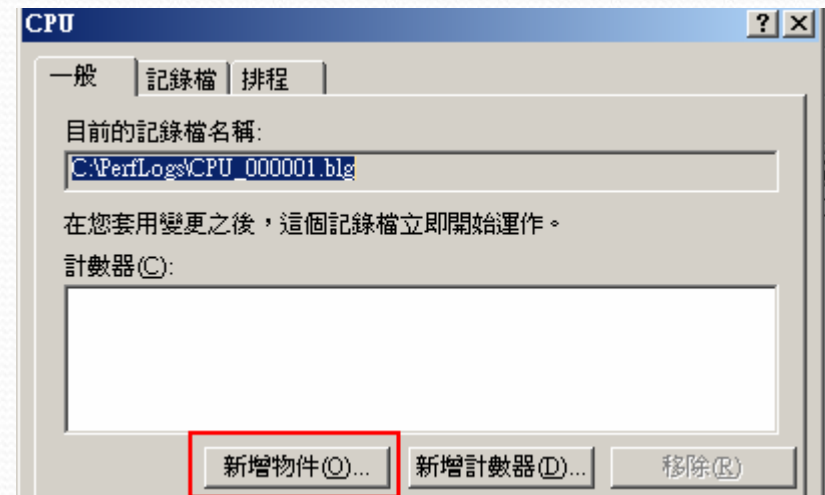 CPU
一般 記錄檔 排程
目前的記錄檔名稱:
C:\PerfLogs\CPU_000001.blg
在您套用變更之後，這個記錄檔立即開始運作。
計數器(C):
新增物件(O)... 新增計數器(D)... 移除(R)